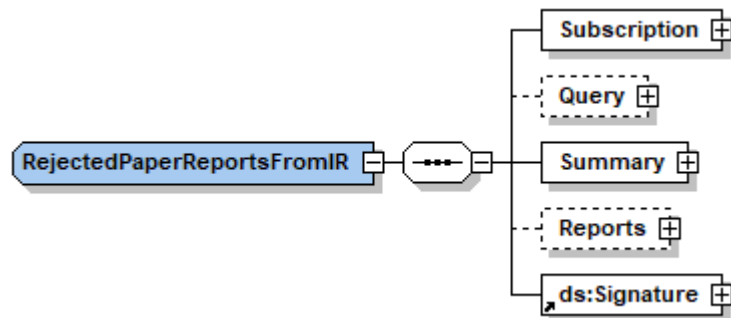 Subscription
Query
RejectedPaperReportsFromIR
Summary
Reports
ds:Signature